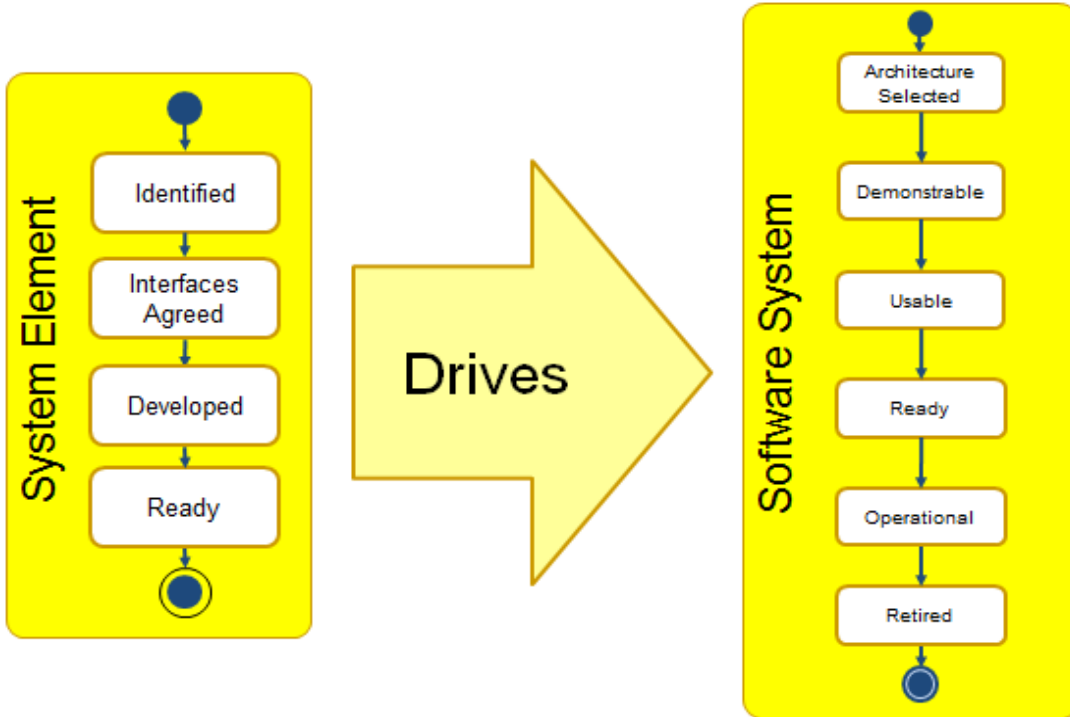 System Element
Identified
Interfaces
Agreed
Developed
Ready
Drives
Software System
Architecture
Selected
Demonstrable
Usable
Ready
Operational
Retired